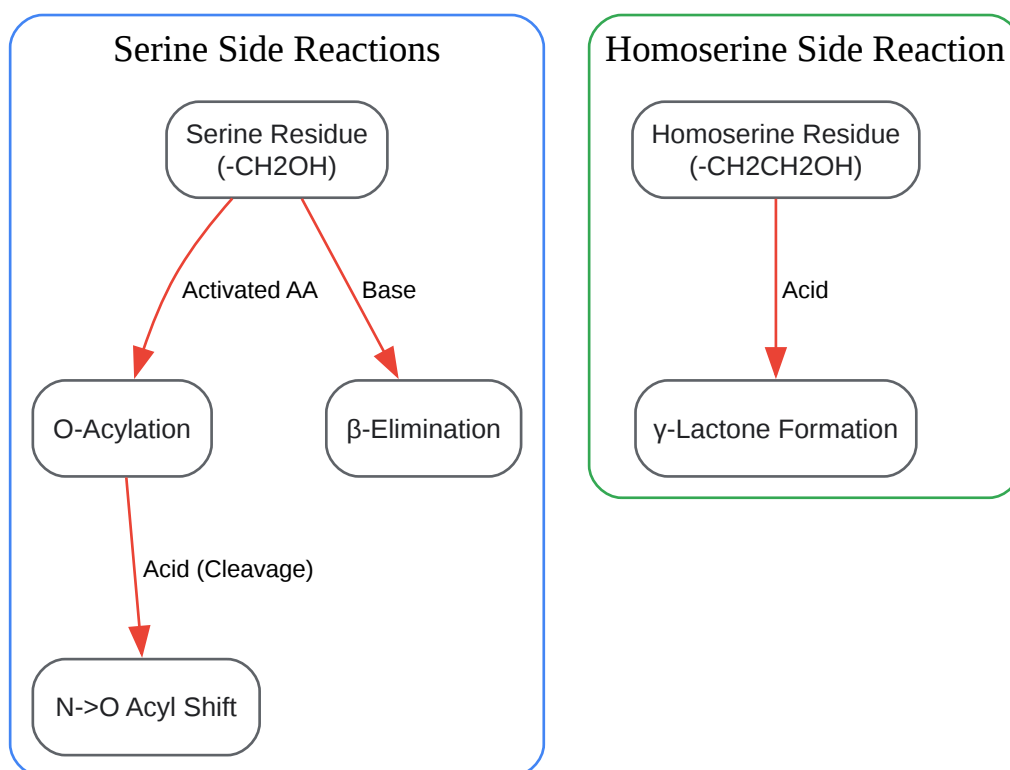 Serine Side Reactions
Serine Residue
(-CH2OH)
Activated AA
Base
O-Acylation
β-Elimination
Acid (Cleavage)
N->O Acyl Shift
Homoserine Side Reaction
Homoserine Residue
(-CH2CH2OH)
Acid
γ-Lactone Formation